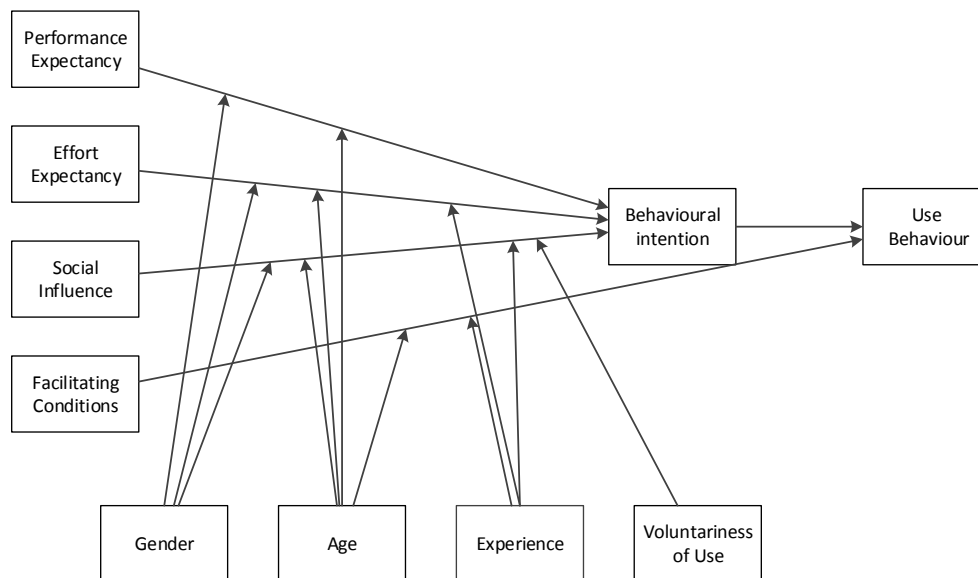 Performance
Expectancy
Effort
Expectancy
Social
Influence
Facilitating
Conditions
Behavioural
intention
Use
Behaviour
Gender
Age
Experience
Voluntariness
of Use